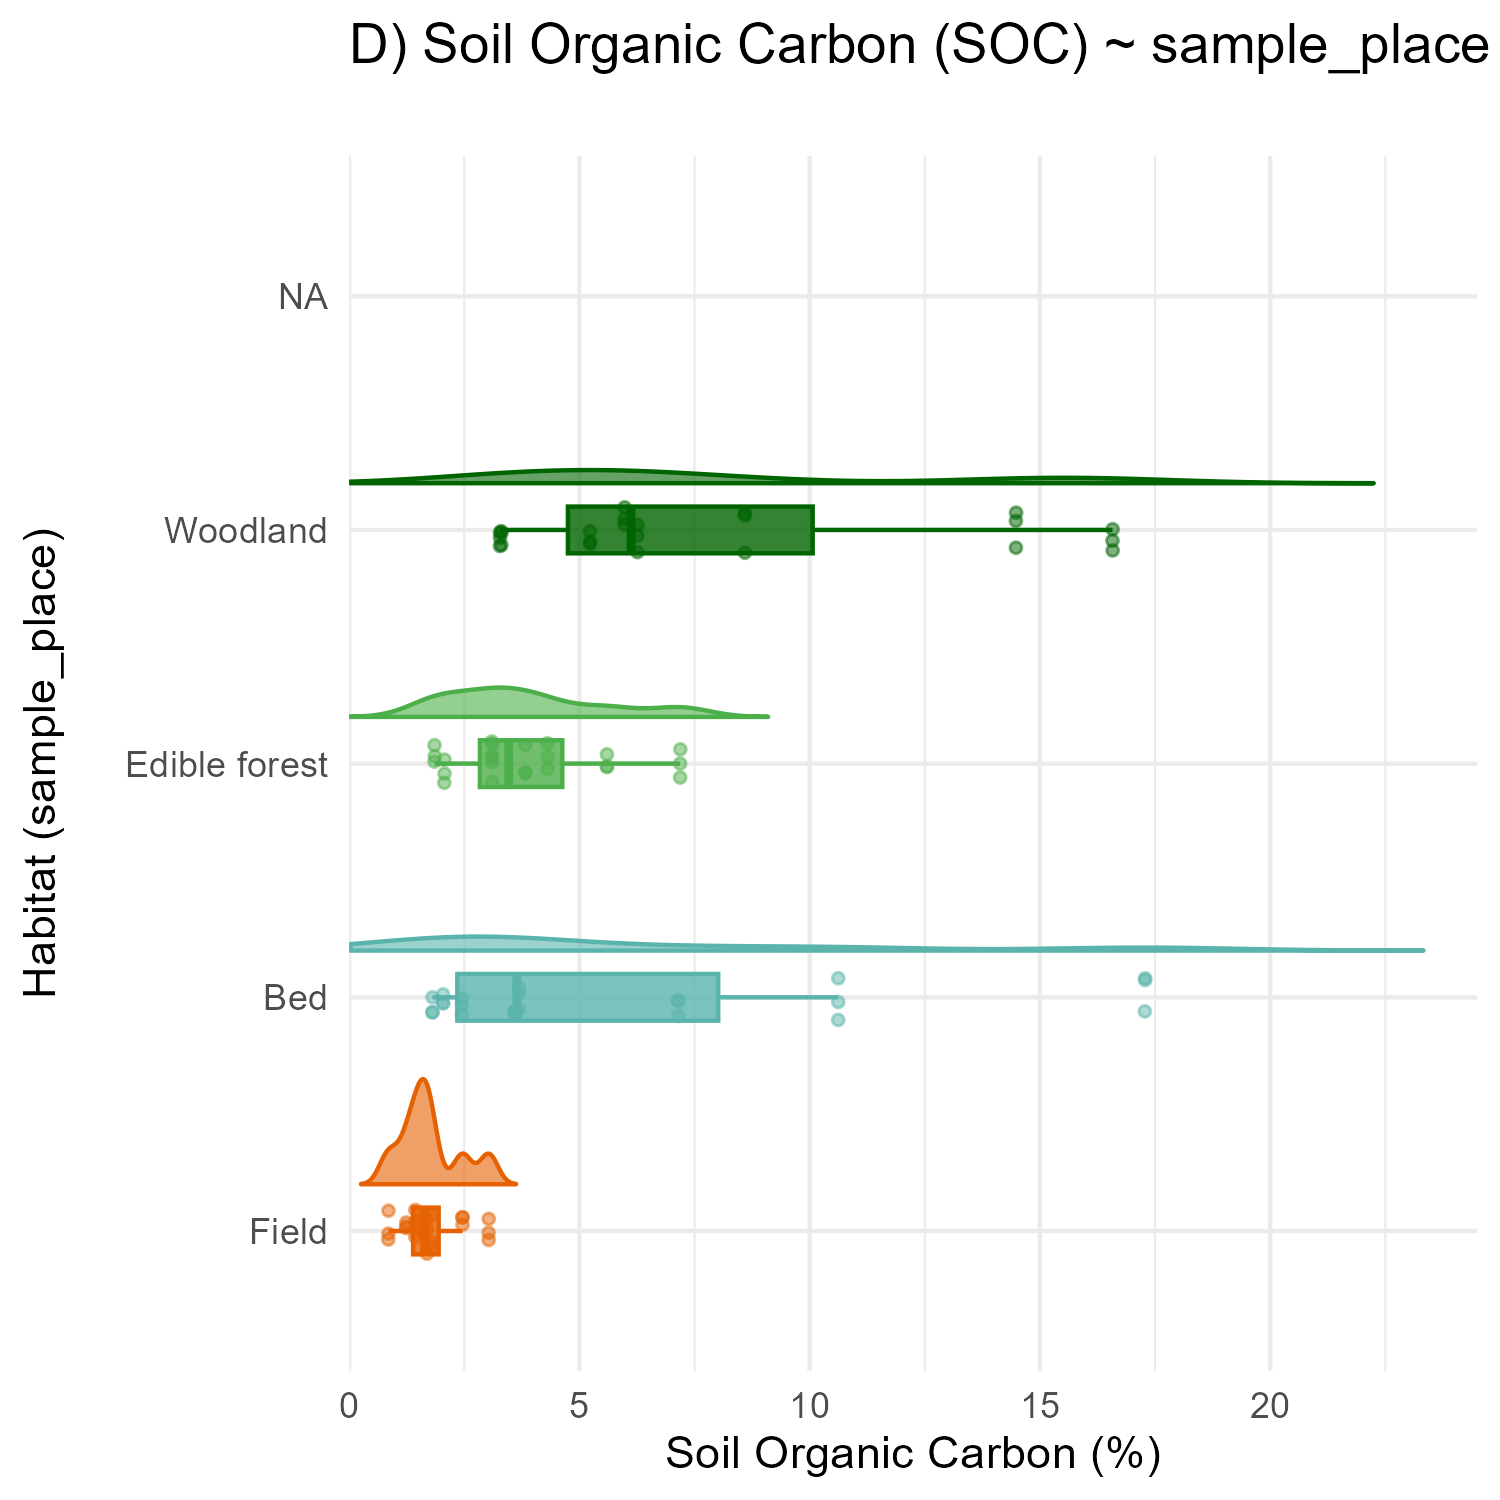 D) Soil Organic Carbon (SOC) ~ sample_place
NA
Woodland
Edible forest
Bed
Field
Habitat (sample_place)
0 5 10 15 20
Soil Organic Carbon (%)